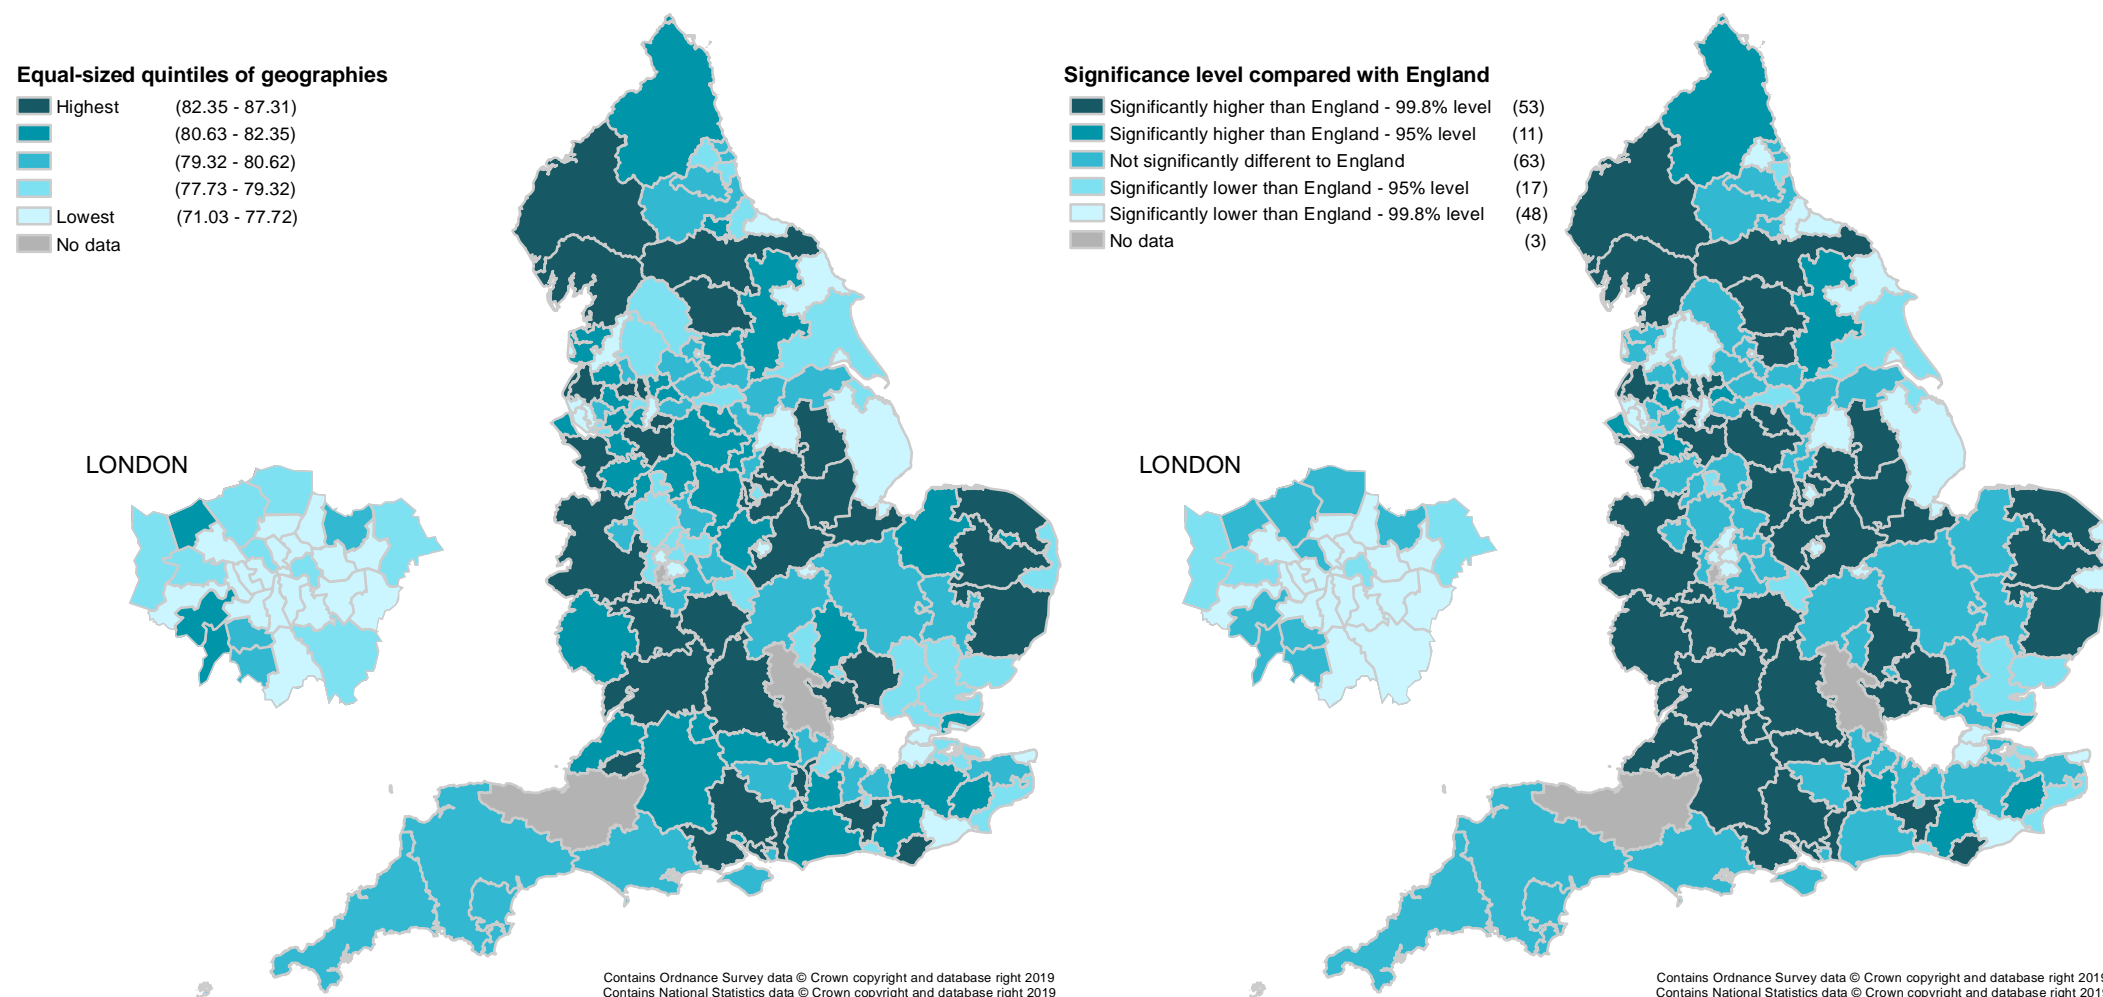 Equal-sized quintiles of geographies
Highest (82.35 - 87.31)
(80.63 - 82.35)
(79.32 - 80.62)
(77.73 - 79.32)
Lowest (71.03 - 77.72)
No data
LONDON
Contains Ordnance Survey data © Crown copyright and database right 2019
Contains National Statistics data © Crown copyright and database right 2019
Significance level compared with England
Significantly higher than England - 99.8% level (53)
Significantly higher than England - 95% level (11)
Not significantly different to England (63)
Significantly lower than England - 95% level (17)
Significantly lower than England - 99.8% level (48)
No data (3)
LONDON
Contains Ordnance Survey data © Crown copyright and database right 2019
Contains National Statistics data © Crown copyright and database right 2019